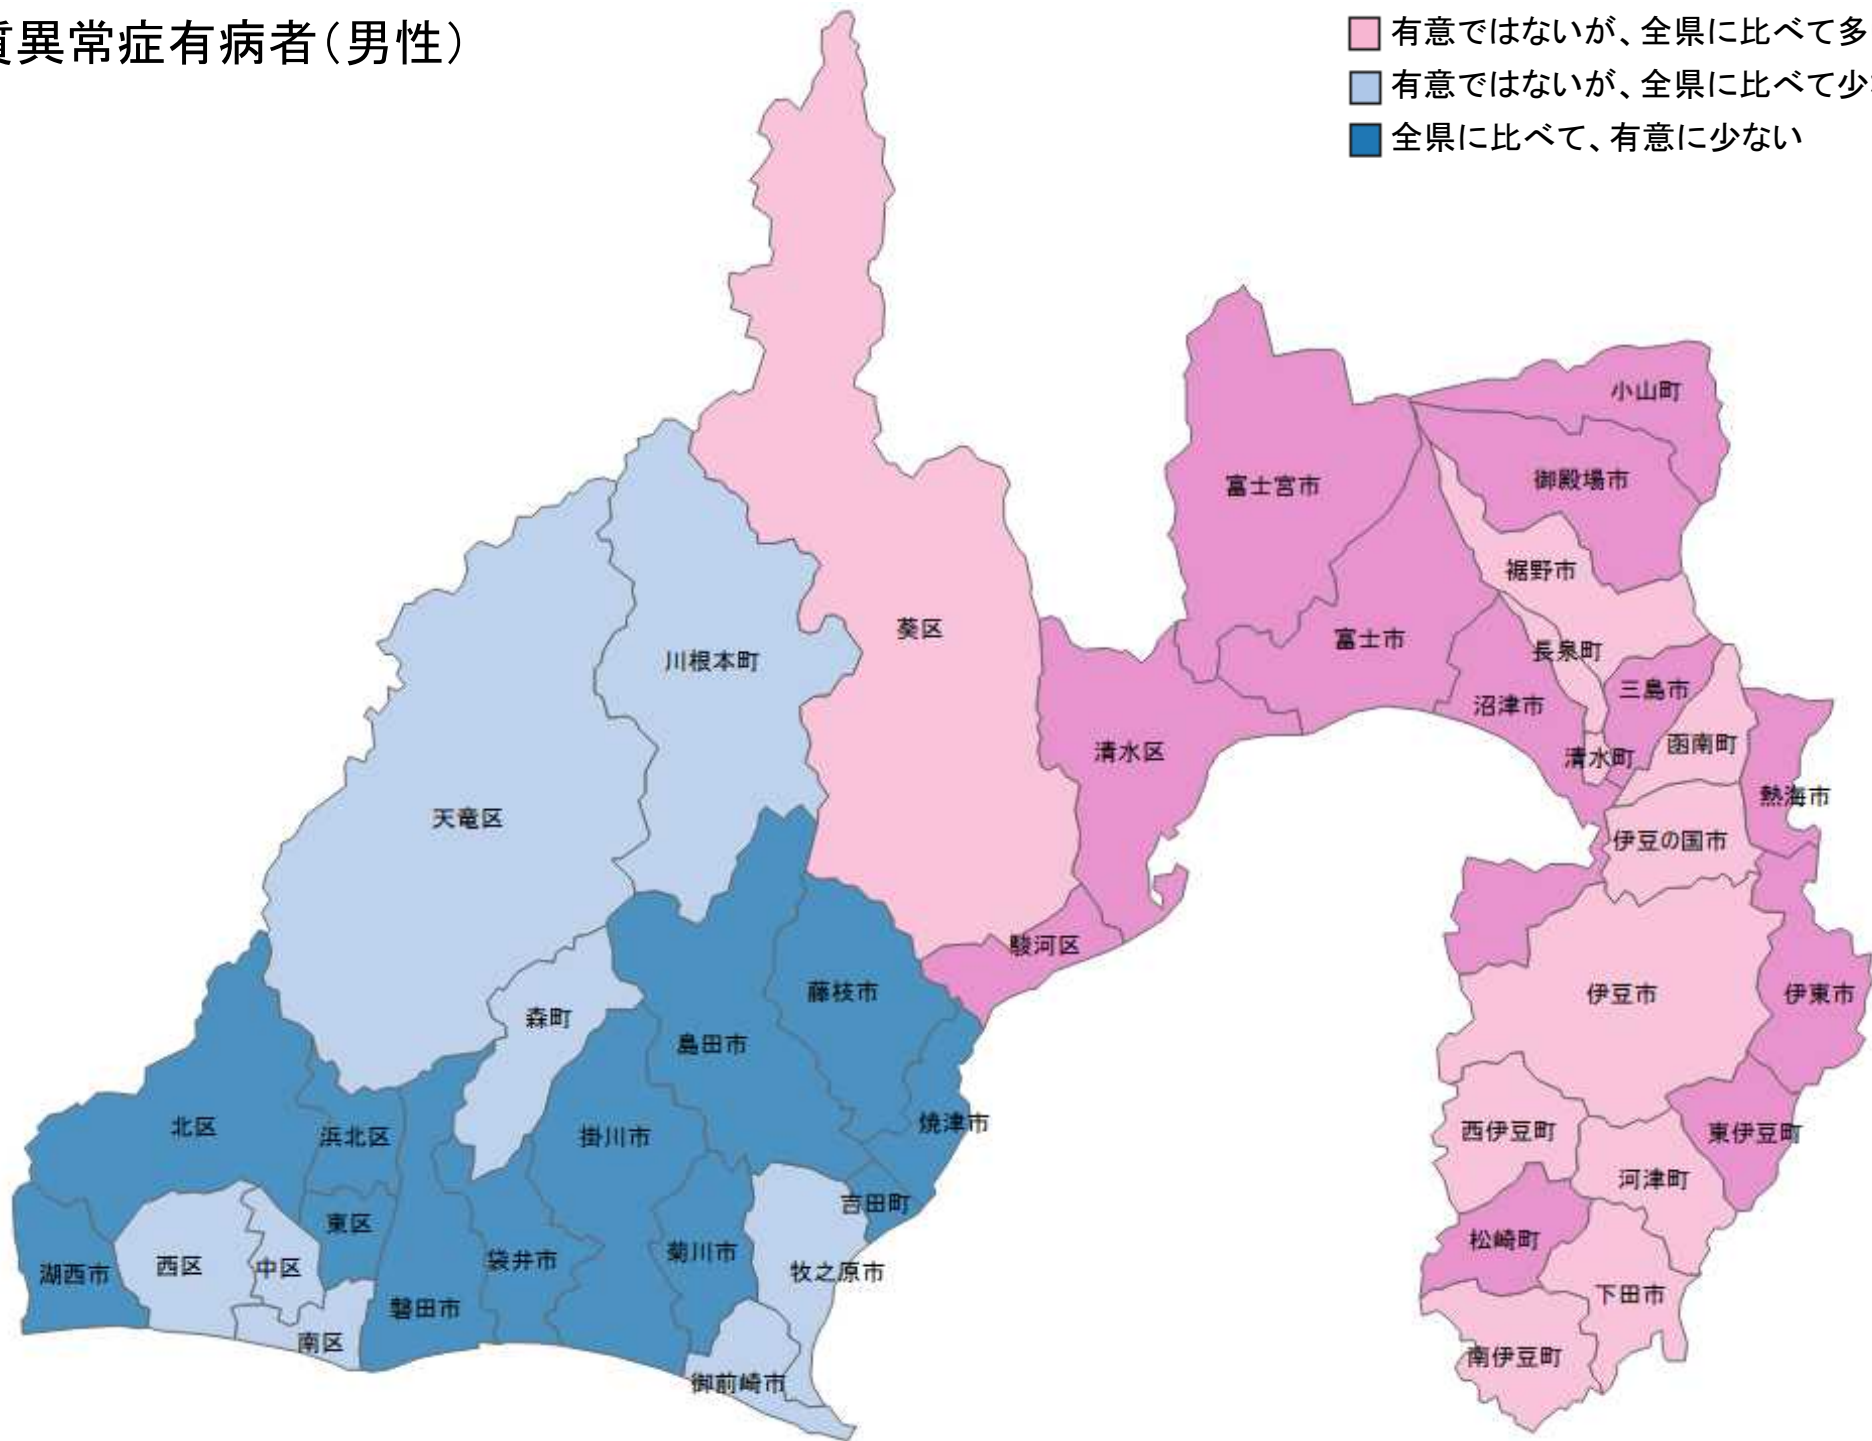 質異常症有病者(男性)
有意ではないが、全県に比べて多
有意ではないが、全県に比べて少
全県に比べて、有意に少ない
小山町
御殿場市
富士宮市
裾野市
葵区
富士市
長泉町
川根本町
三島市
沼津市
函南町
清水区
清水町
熱海市
天竜区
伊豆の国市
駿河区
藤枝市
伊豆市
伊東市
森町
島田市
焼津市
北区
浜北区
掛川市
西伊豆町
東伊豆町
河津町
吉田町
東区
松崎町
菊川市
袋井市
西区
中区
湖西市
牧之原市
下田市
磐田市
南区
南伊豆町
御前崎市